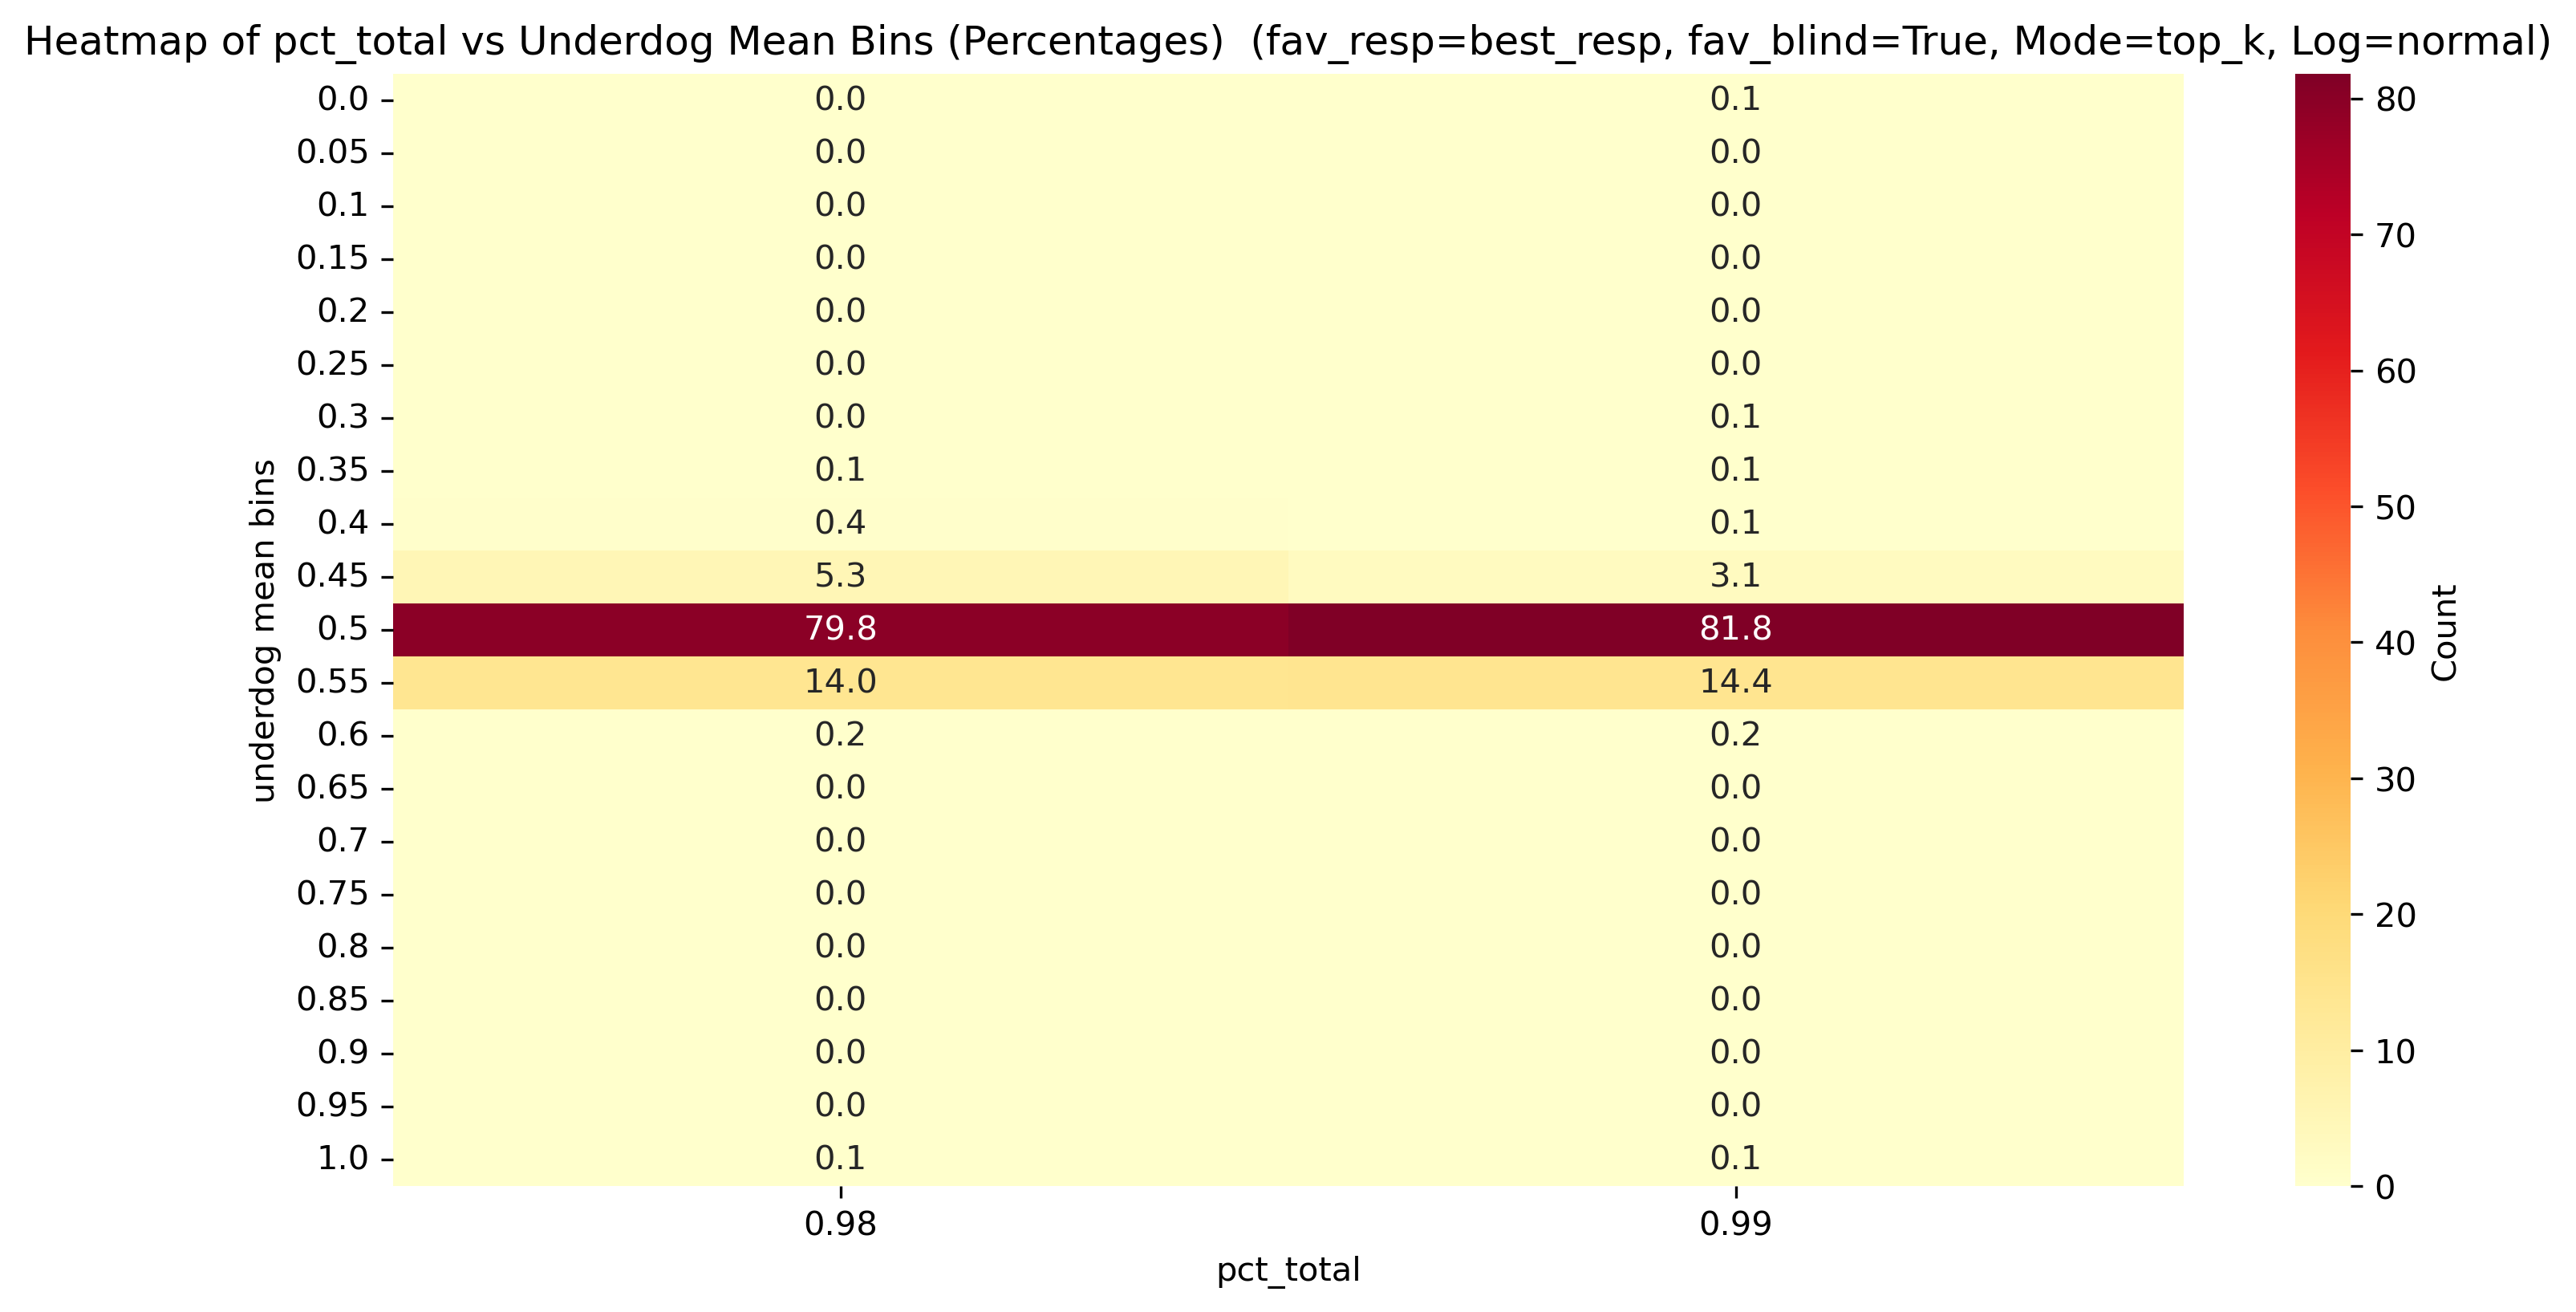 Heatmap of pct_total vs Underdog Mean Bins (Percentages)  (fav_resp=best_resp, fav_blind=True, Mode=top_k, Log=normal)
underdog mean bins
0.0 0.0 0.1
0.05 0.0 0.0
0.1 0.0 0.0
0.15 0.0 0.0
0.2 0.0 0.0
0.25 0.0 0.0
0.3 0.0 0.1
0.35 0.1 0.1
0.4 0.4 0.1
0.45 5.3 3.1
0.5 79.8 81.8
0.55 14.0 14.4
0.6 0.2 0.2
0.65 0.0 0.0
0.7 0.0 0.0
0.75 0.0 0.0
0.8 0.0 0.0
0.85 0.0 0.0
0.9 0.0 0.0
0.95 0.0 0.0
1.0 0.1 0.1
0.98 0.99
pct_total
80
70
60
50
40
30
20
10
0
Count